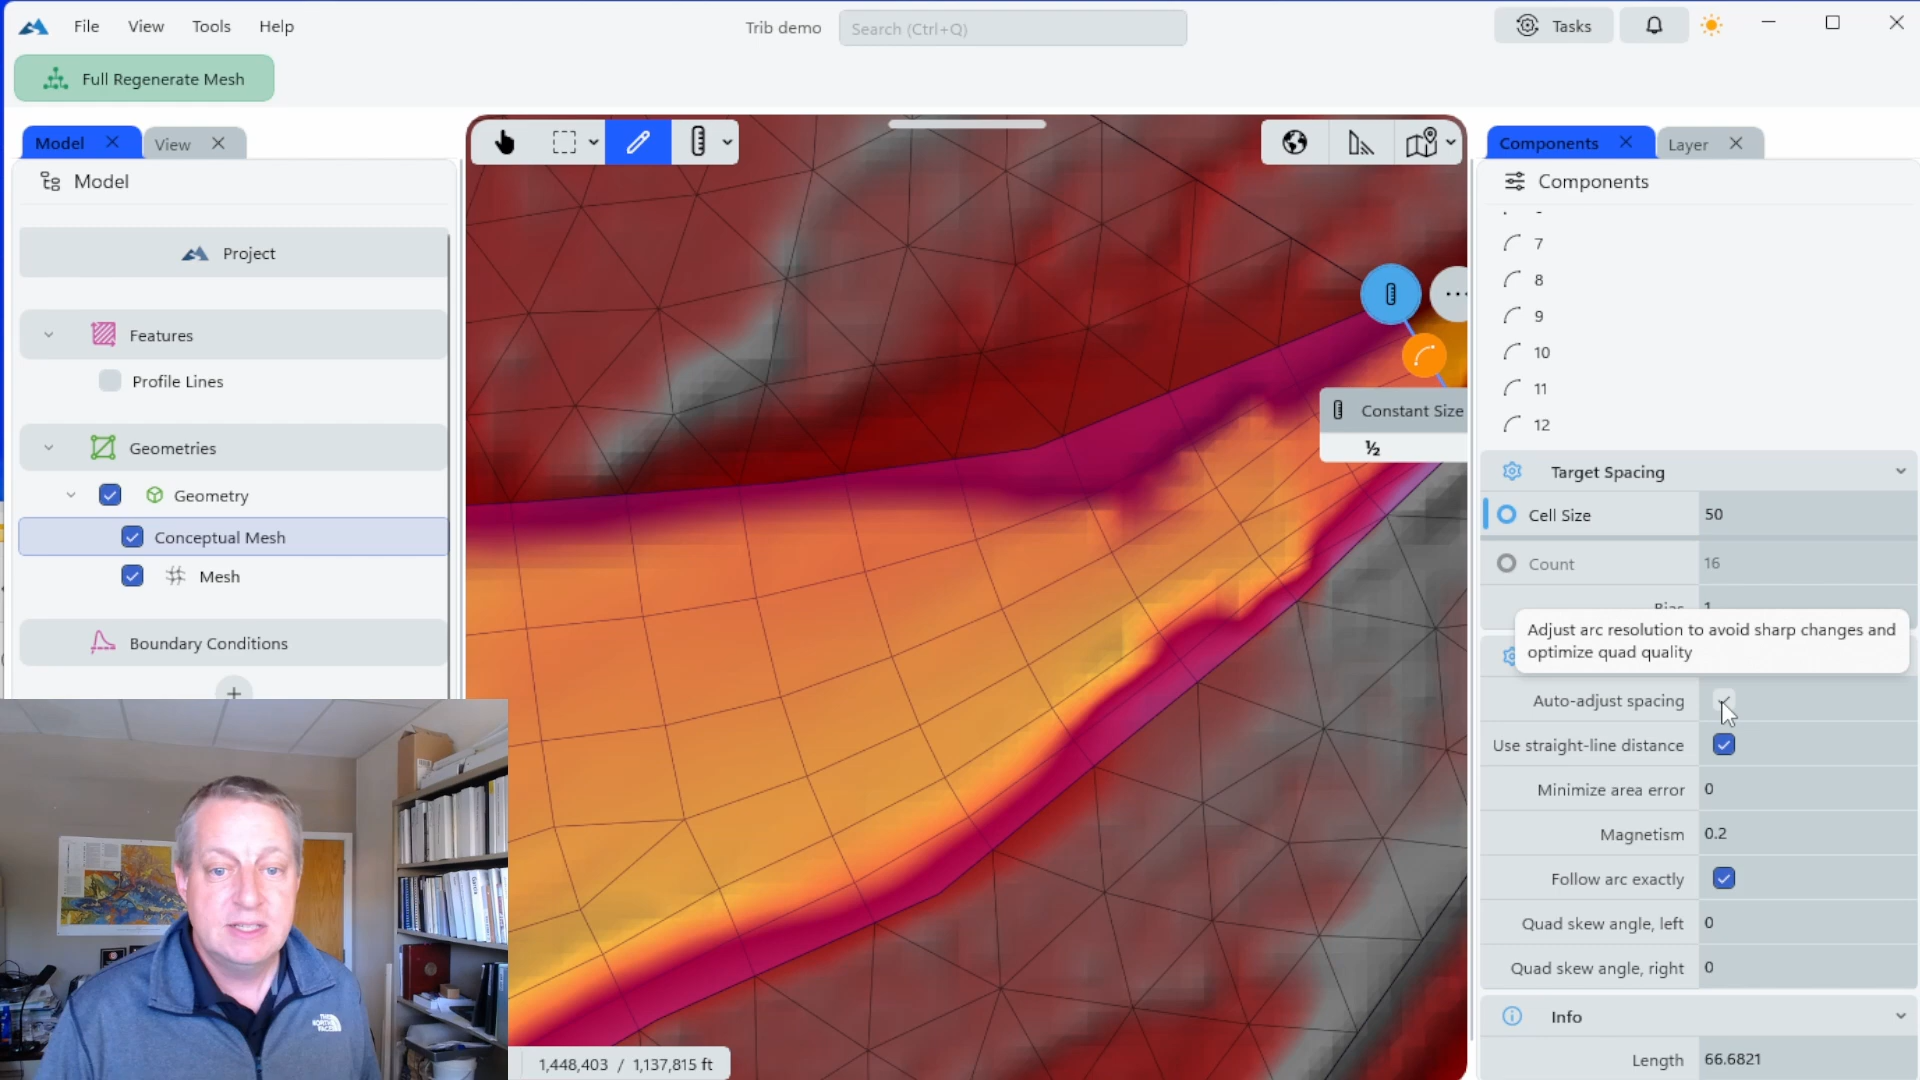 File View Tools Help Trib demo Search (Ctrl+Q) Tasks
Full Regenerate Mesh
Model View Components Layer
Model
Components
Project
7
8
9
10
11
12
Features
Profile Lines
Geometries
Geometry
Conceptual Mesh
Mesh
Boundary Conditions
+
Constant Size
½
Target Spacing
Cell Size 50
Count 16
Bias 1
Adjust arc resolution to avoid sharp changes and
optimize quad quality
Auto-adjust spacing
Use straight-line distance
Minimize area error 0
Magnetism 0.2
Follow arc exactly
Quad skew angle, left 0
Quad skew angle, right 0
Info
Length 66.6821
1,448,403 / 1,137,815 ft
THE
NORTH
FACE